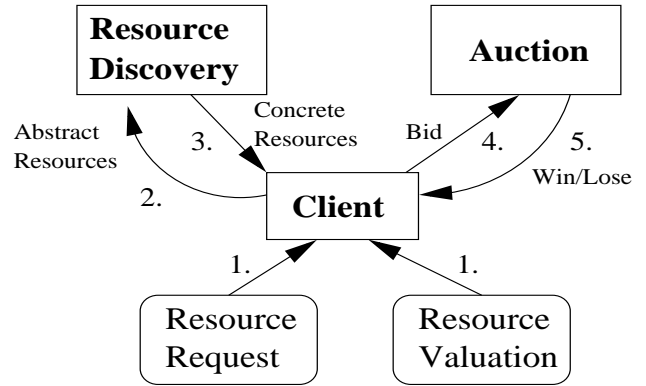 Resource
Discovery
Auction
Abstract
Resources
2.
3.
Concrete
Resources
Bid
4.
5.
Win/Lose
Client
1.
1.
Resource
Request
Resource
Valuation